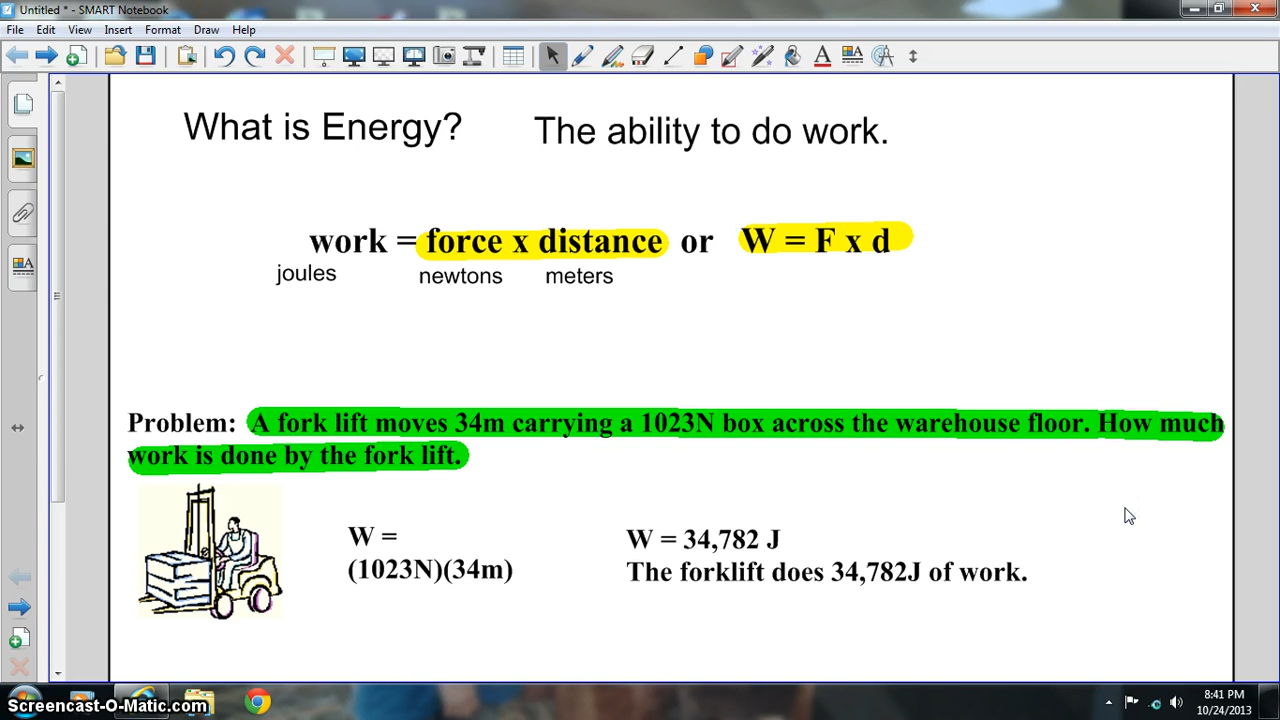 Untitled * - SMART Notebook
File Edit View Insert Format Draw Help
What is Energy? The ability to do work.
work = force x distance or W = F x d
joules newtons meters
Problem: A fork lift moves 34m carrying a 1023N box across the warehouse floor. How much
work is done by the fork lift.
W =
(1023N)(34m)
W = 34,782 J
The forklift does 34,782J of work.
8:41 PM
10/24/2013
Screencast-O-Matic.com